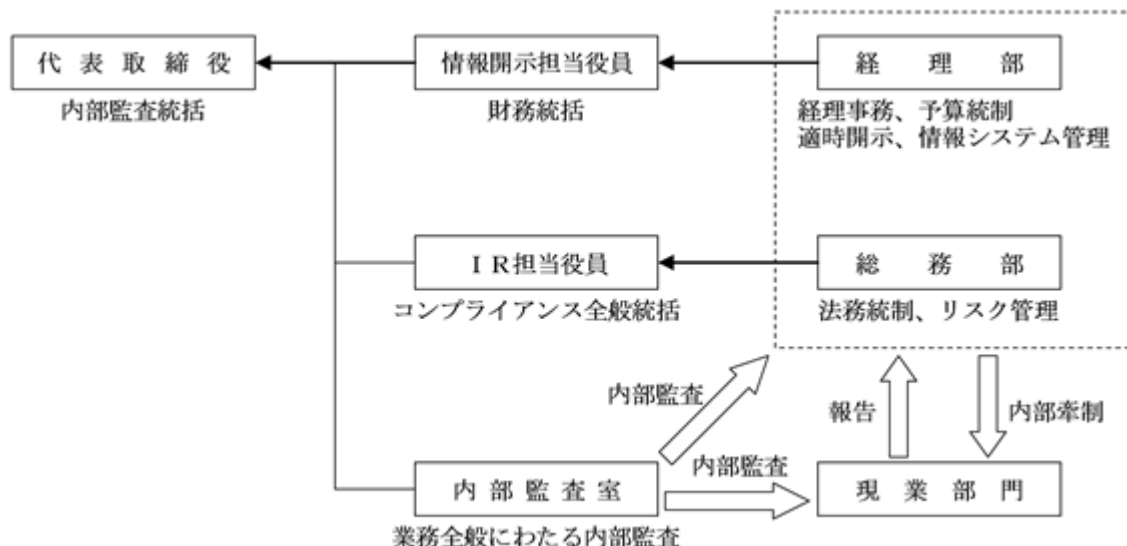 代表取締役
内部監査統括
情報開示担当役員
財務統括
経理部
経理事務、予算統制
適時開示、情報システム管理
ＩＲ担当役員
コンプライアンス全般統括
総務部
法務統制、リスク管理
内部監査
報告
内部牽制
内部監査
内部監査室
業務全般にわたる内部監査
現業部門